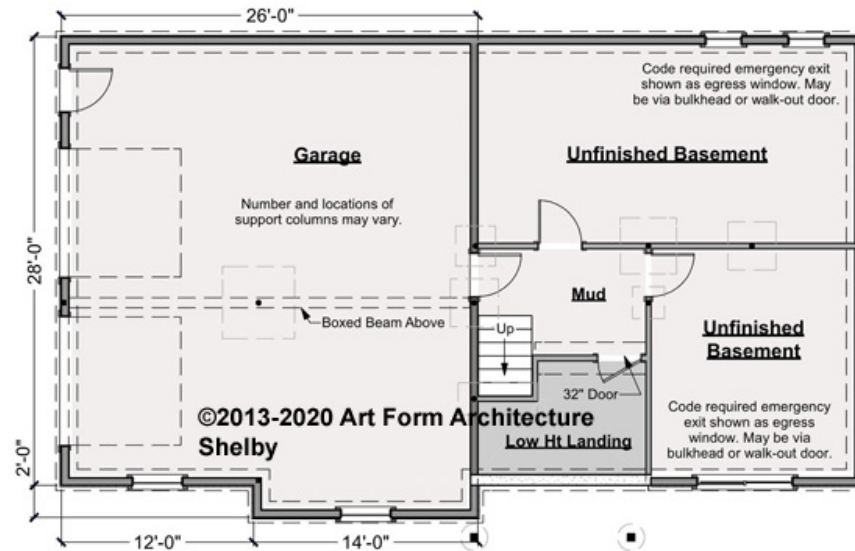 26'-0"
Code required emergency exit
shown as egress window. May
be via bulkhead or walk-out door.
Garage
Unfinished Basement
Number and locations of
support columns may vary.
28'-0"
Mud
Boxed Beam Above
Up
Unfinished
Basement
32" Door
©2013-2020 Art Form Architecture
Shelby
Low Ht Landing
Code required emergency
exit shown as egress
window. May be via
bulkhead or walk-out door.
2'-0"
12'-0"
14'-0"